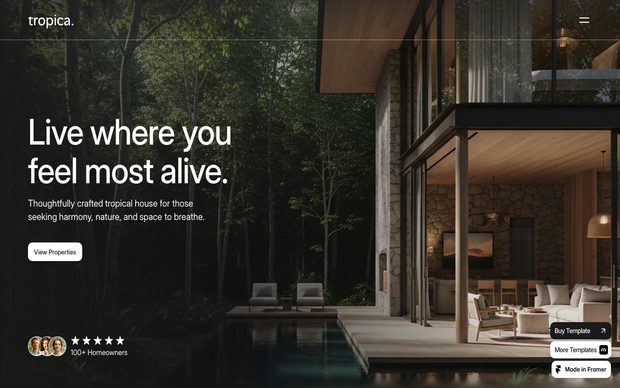 tropica.
Live where you
feel most alive.
Thoughtfully crafted tropical house for those
seeking harmony, nature, and space to breathe.
View Properties
100+ Homeowners
Buy Template
More Templates
Made in Framer